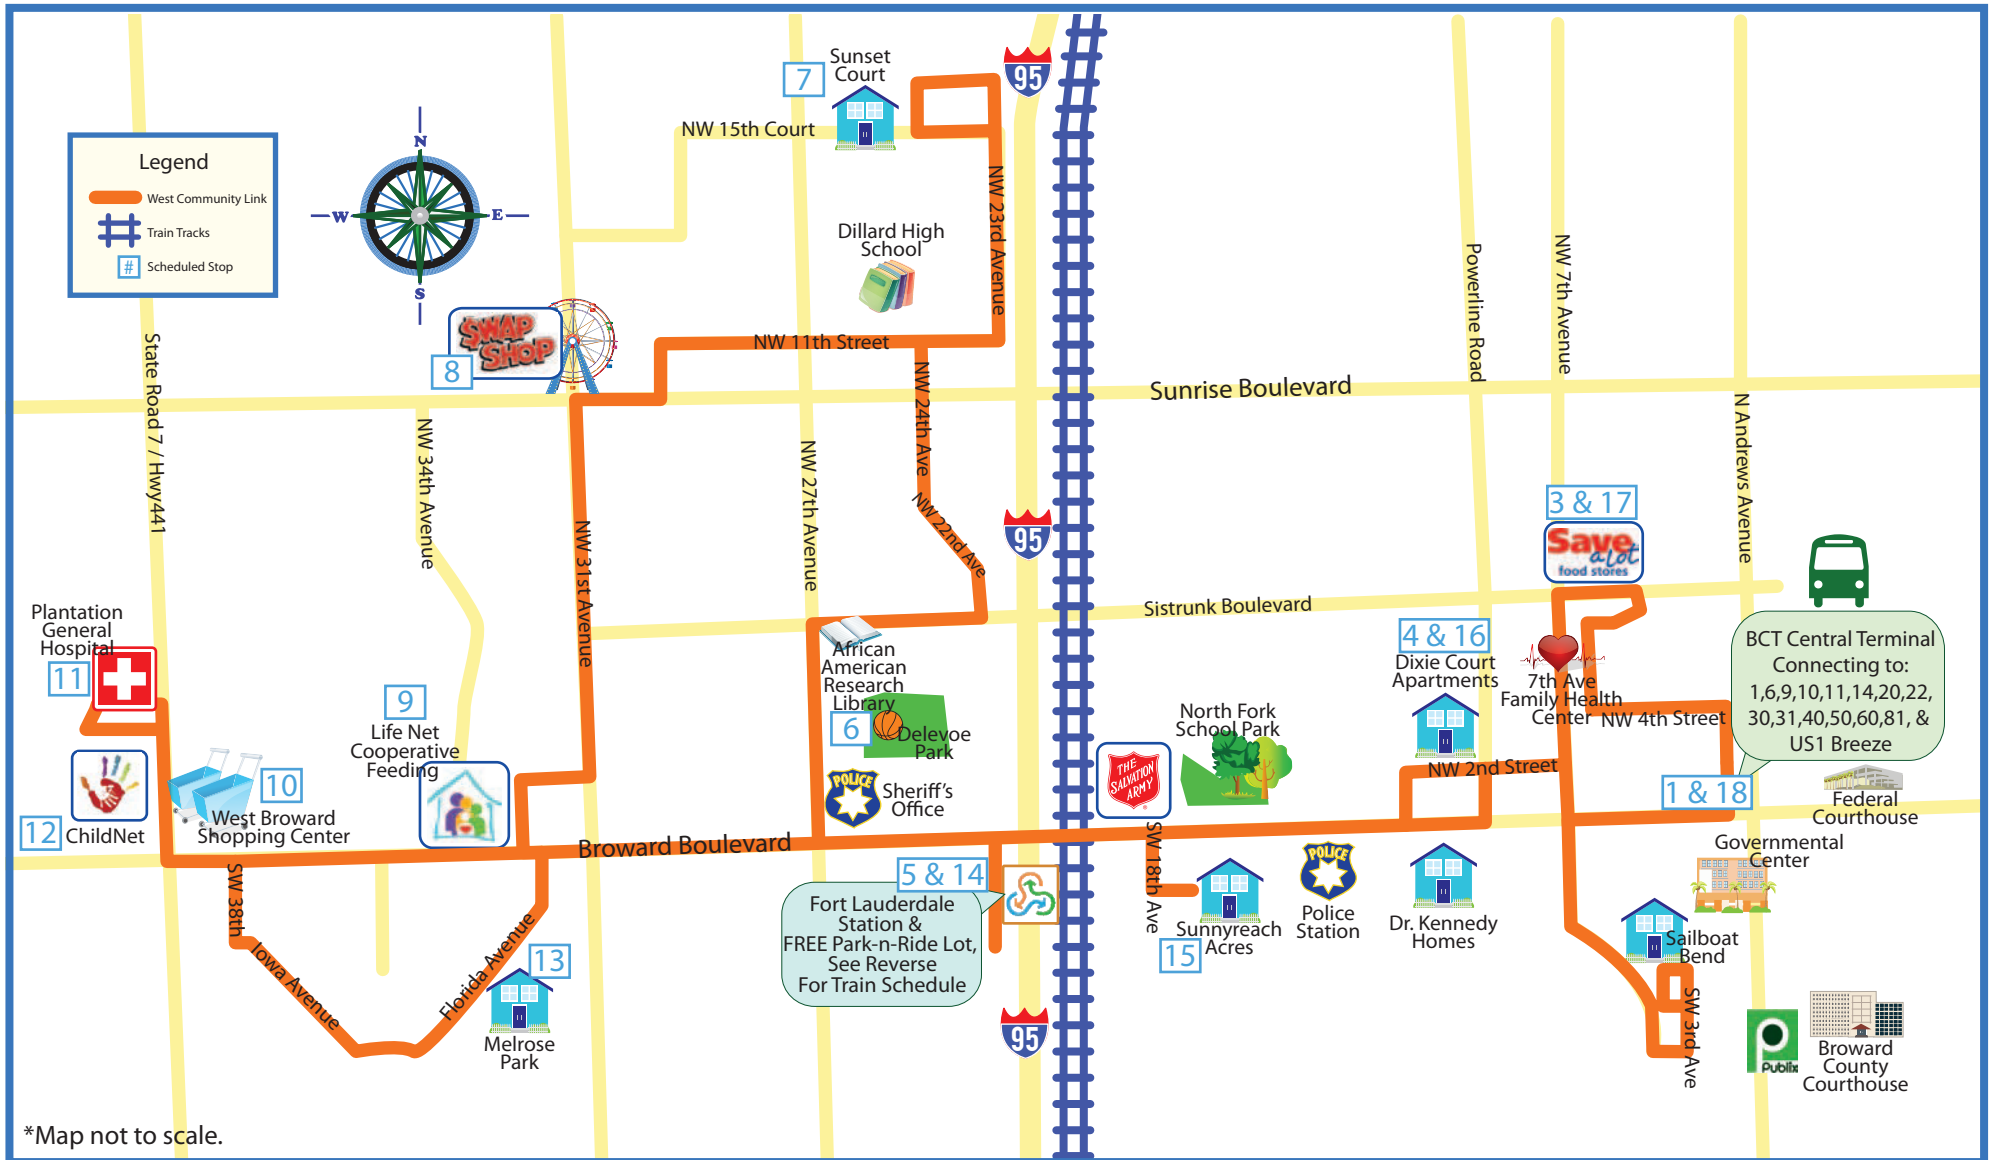 Legend
West Community Link
Train Tracks
# Scheduled Stop
N
W
E
S
7
Sunset
Court
NW 15th Court
95
NW 23rd Avenue
Dillard High
School
$WAP
SHOP
8
NW 11th Street
Sunrise Boulevard
State Road 7 / Hwy441
NW 34th Avenue
NW 31st Avenue
NW 27th Avenue
NW 24th Ave
NW 22nd Ave
95
Powerline Road
NW 7th Avenue
N Andrews Avenue
3 & 17
Save
a Lot
food stores
Sistrunk Boulevard
Plantation
General
Hospital
11
African
American
Research
Library
6
Delevoe
Park
POLICE
Sheriff's
Office
4 & 16
Dixie Court
Apartments
7th Ave
Family Health
Center
NW 4th Street
BCT Central Terminal
Connecting to:
1,6,9,10,11,14,20,22,
30,31,40,50,60,81, &
US1 Breeze
9
Life Net
Cooperative
Feeding
10
West Broward
Shopping Center
12
ChildNet
THE
SALVATION
ARMY
North Fork
School Park
NW 2nd Street
1 & 18
Federal
Courthouse
Governmental
Center
Broward Boulevard
SW 38th
Iowa Avenue
Florida Avenue
13
Melrose
Park
5 & 14
Fort Lauderdale
Station &
FREE Park-n-Ride Lot,
See Reverse
For Train Schedule
95
SW 18th Ave
15
Sunnyreach
Acres
POLICE
Police
Station
Dr. Kennedy
Homes
Sailboat
Bend
SW 3rd Ave
Publix
Broward
County
Courthouse
*Map not to scale.